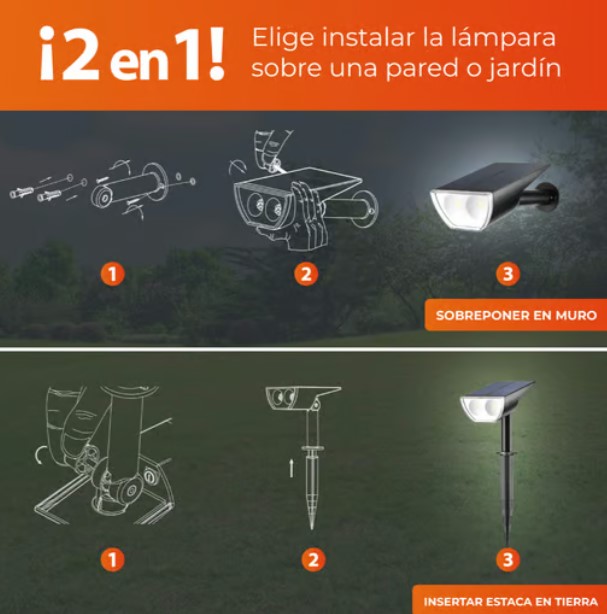 ¡2 en 1!
Elige instalar la lámpara
sobre una pared o jardín
1
2
3
SOBREPONER EN MURO
1
2
3
INSERTAR ESTACA EN TIERRA